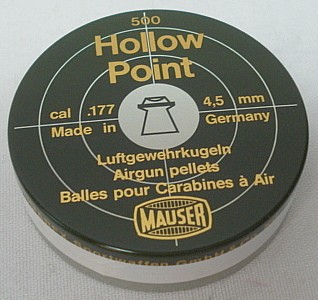 500
Hollow
Point
cal .177 4,5 mm
Made in Germany
Luftgewehrkugeln
Airgun pellets
Balles pour Carabines à Air
MAUSER